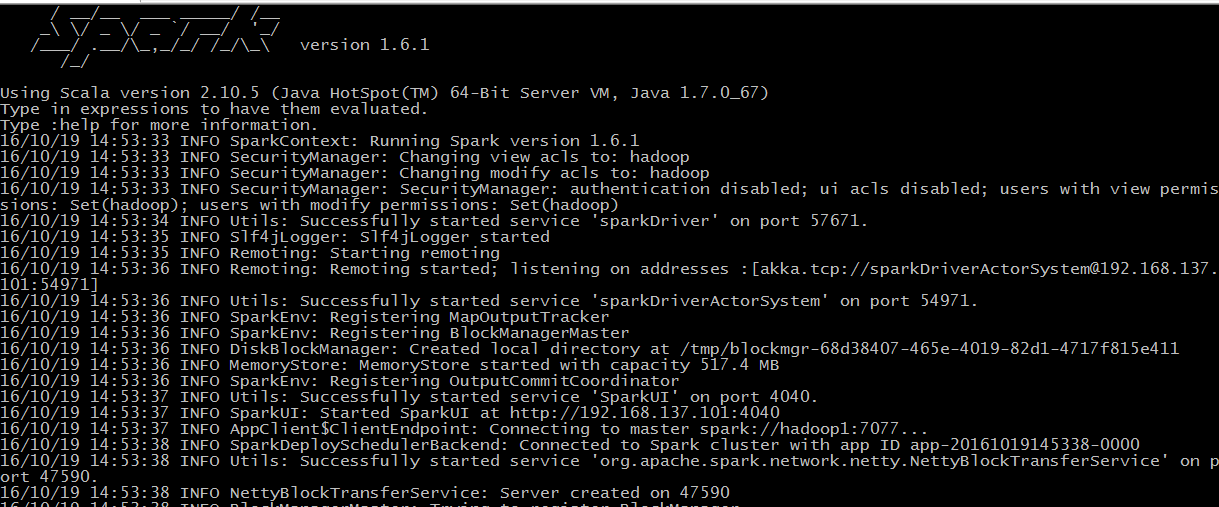 / __/__  ___ _____/ /__
     _\ \/ _ \/ _ `/ __/  '_/
    /___/ .__/\_,_/_/ /_/\_\   version 1.6.1
       /_/
Using Scala version 2.10.5 (Java HotSpot(TM) 64-Bit Server VM, Java 1.7.0_67)
Type in expressions to have them evaluated.
Type :help for more information.
16/10/19 14:53:33 INFO SparkContext: Running Spark version 1.6.1
16/10/19 14:53:33 INFO SecurityManager: Changing view acls to: hadoop
16/10/19 14:53:33 INFO SecurityManager: Changing modify acls to: hadoop
16/10/19 14:53:33 INFO SecurityManager: SecurityManager: authentication disabled; ui acls disabled; users with view permis
sions: Set(hadoop); users with modify permissions: Set(hadoop)
16/10/19 14:53:34 INFO Utils: Successfully started service 'sparkDriver' on port 57671.
16/10/19 14:53:35 INFO Slf4jLogger: Slf4jLogger started
16/10/19 14:53:35 INFO Remoting: Starting remoting
16/10/19 14:53:36 INFO Remoting: Remoting started; listening on addresses :[akka.tcp://sparkDriverActorSystem@192.168.137.
101:54971]
16/10/19 14:53:36 INFO Utils: Successfully started service 'sparkDriverActorSystem' on port 54971.
16/10/19 14:53:36 INFO SparkEnv: Registering MapOutputTracker
16/10/19 14:53:36 INFO SparkEnv: Registering BlockManagerMaster
16/10/19 14:53:36 INFO DiskBlockManager: Created local directory at /tmp/blockmgr-68d38407-465e-4019-82d1-4717f815e411
16/10/19 14:53:36 INFO MemoryStore: MemoryStore started with capacity 517.4 MB
16/10/19 14:53:36 INFO SparkEnv: Registering OutputCommitCoordinator
16/10/19 14:53:37 INFO Utils: Successfully started service 'SparkUI' on port 4040.
16/10/19 14:53:37 INFO SparkUI: Started SparkUI at http://192.168.137.101:4040
16/10/19 14:53:37 INFO AppClient$ClientEndpoint: Connecting to master spark://hadoop1:7077...
16/10/19 14:53:38 INFO SparkDeploySchedulerBackend: Connected to Spark cluster with app ID app-20161019145338-0000
16/10/19 14:53:38 INFO Utils: Successfully started service 'org.apache.spark.network.netty.NettyBlockTransferService' on p
ort 47590.
16/10/19 14:53:38 INFO NettyBlockTransferService: Server created on 47590
16/10/19 14:53:38 INFO BlockManagerMaster: Trying to register BlockManager